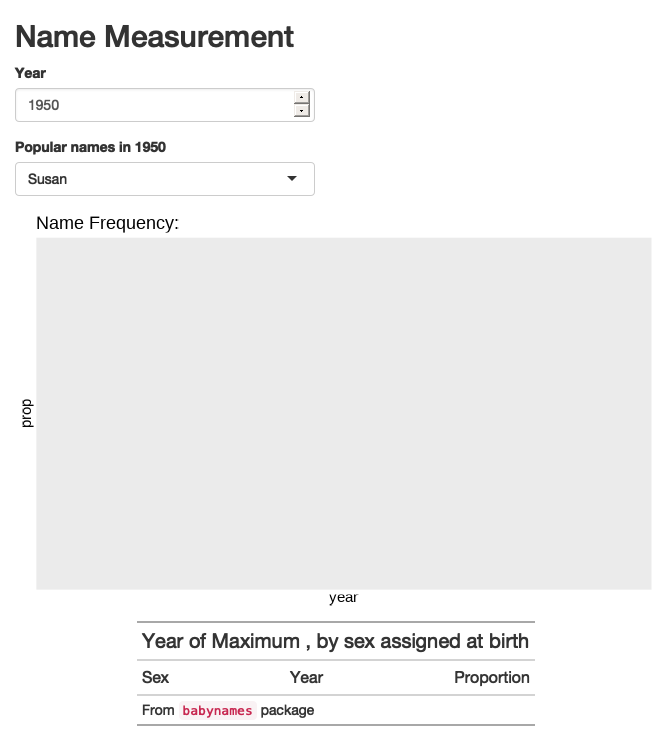 Name Measurement
Year
1950
Popular names in 1950
Susan
Name Frequency:
prop
year
Year of Maximum , by sex assigned at birth
Sex Year Proportion
From babynames package